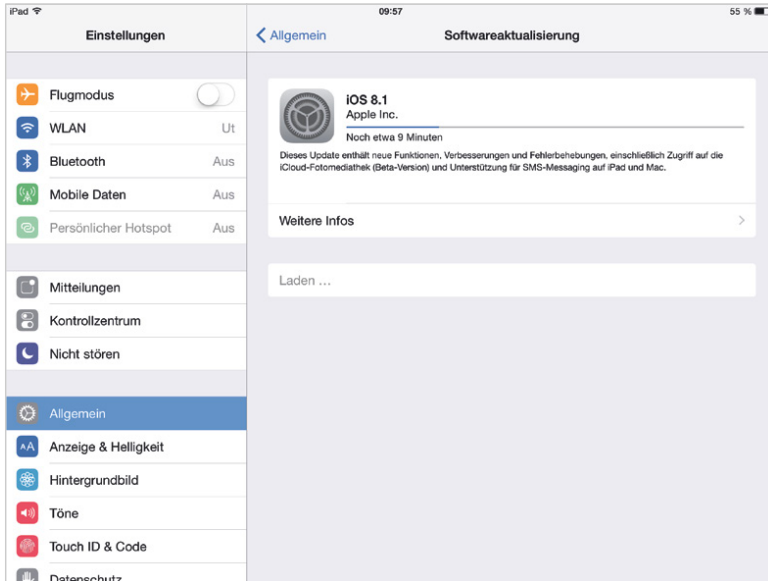 iPad 09:57 55 %
Einstellungen
Allgemein
Softwareaktualisierung
Flugmodus
WLAN Ut
Bluetooth Aus
Mobile Daten Aus
Persönlicher Hotspot Aus
Mitteilungen
Kontrollzentrum
Nicht stören
Allgemein
AA Anzeige & Helligkeit
Hintergrundbild
Töne
Touch ID & Code
Datenschutz
iOS 8.1
Apple Inc.
Noch etwa 9 Minuten
Dieses Update enthält neue Funktionen, Verbesserungen und Fehlerbehebungen, einschließlich Zugriff auf die
iCloud-Fotomediathek (Beta-Version) und Unterstützung für SMS-Messaging auf iPad und Mac.
Weitere Infos
Laden ...